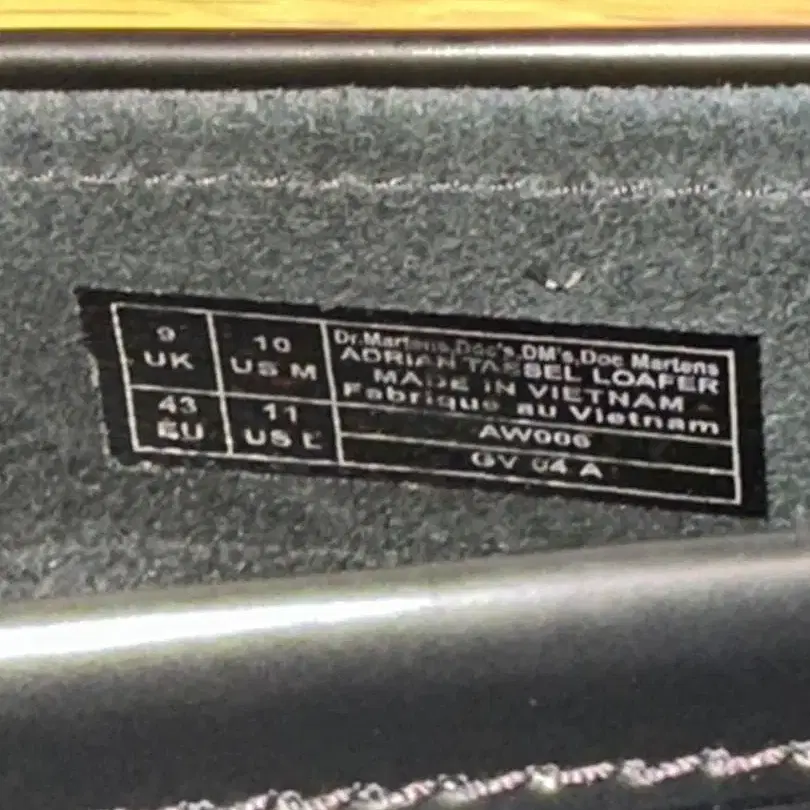 9
UK
10
US M
43
EU
11
US L
Dr.Martens,Doc's,DM's,Doc Martens
ADRIAN TASSEL LOAFER
MADE IN VIETNAM
Fabrique au Vietnam
AW006
GV 04 A